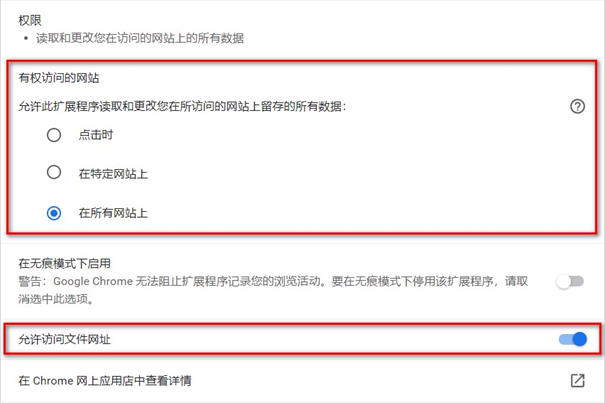 权限
• 读取和更改您在访问的网站上的所有数据
有权访问的网站
允许此扩展程序读取和更改您在所访问的网站上留存的所有数据：
点击时
在特定网站上
在所有网站上
在无痕模式下启用
警告：Google Chrome 无法阻止扩展程序记录您的浏览活动。要在无痕模式下停用该扩展程序，请取
消选中此选项。
允许访问文件网址
在 Chrome 网上应用店中查看详情